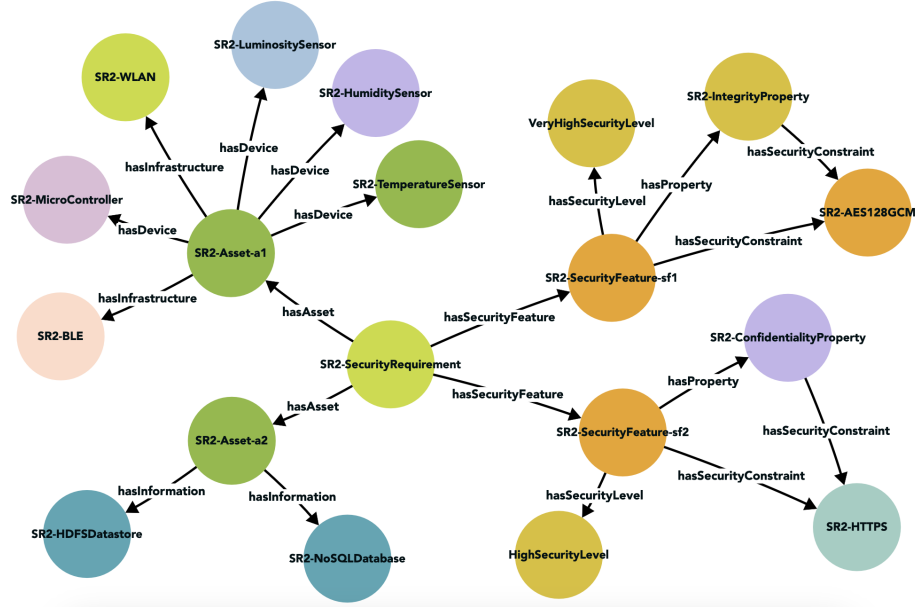 SR2-LuminositySensor
SR2-WLAN
SR2-HumiditySensor
SR2-IntegrityProperty
VeryHighSecurityLevel
hasDevice
hasSecurityConstraint
hasInfrastructure
hasDevice
SR2-TemperatureSensor
hasProperty
SR2-MicroController
hasSecurityLevel
hasDevice
SR2-AES128GCM
hasDevice
hasSecurityConstraint
SR2-Asset-a1
SR2-SecurityFeature-sf1
hasInfrastructure
hasAsset
hasSecurityFeature
SR2-BLE
SR2-ConfidentialityProperty
SR2-SecurityRequirement
hasProperty
hasSecurityFeature
hasAsset
hasSecurityConstraint
SR2-Asset-a2
SR2-SecurityFeature-sf2
hasSecurityConstraint
hasInformation
hasInformation
hasSecurityLevel
SR2-HTTPS
SR2-HDFSDatastore
HighSecurityLevel
SR2-NoSQLDatabase